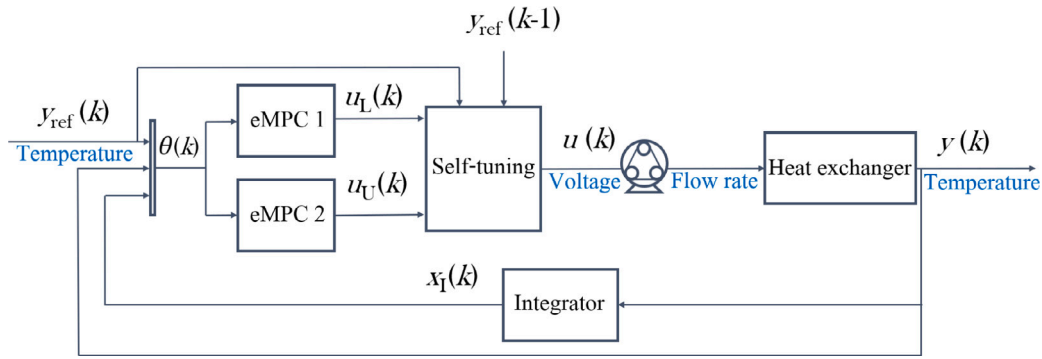 y_ref (k-1)
y_ref (k)
Temperature
θ(k)
eMPC 1
u_L(k)
eMPC 2
u_U(k)
Self-tuning
u (k)
Voltage
Flow rate
Heat exchanger
y (k)
Temperature
x_I(k)
Integrator